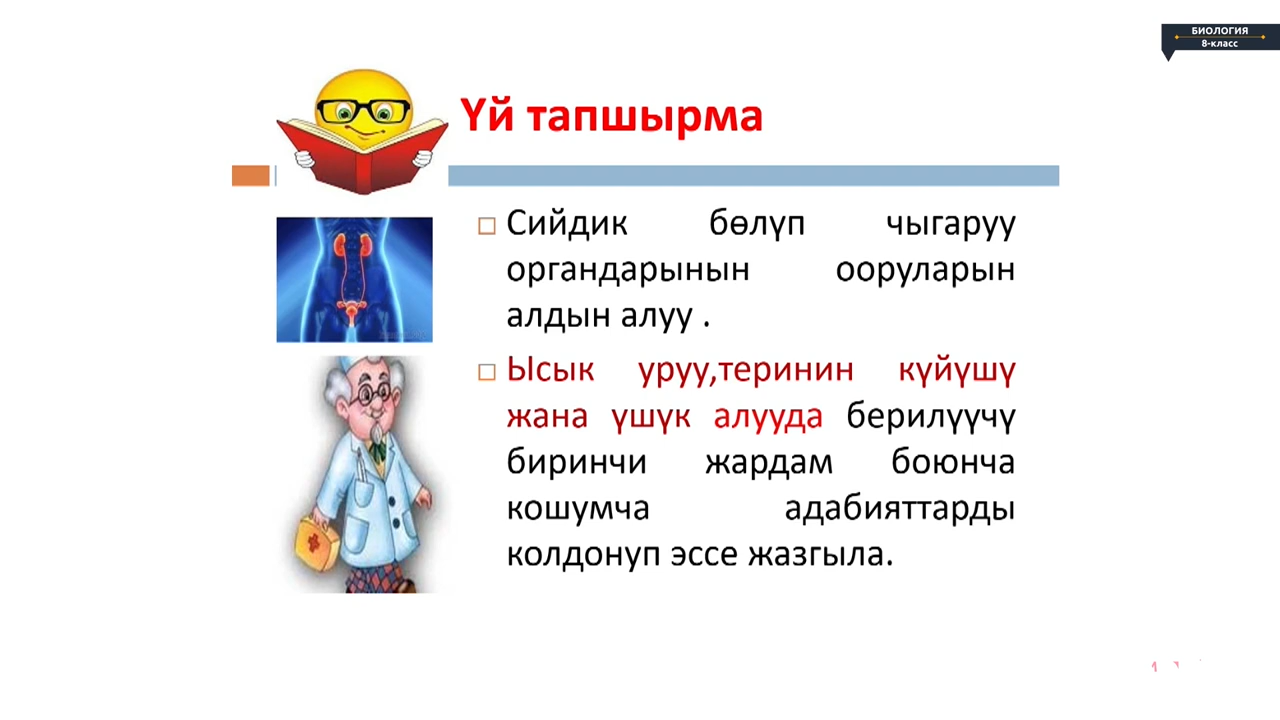 БИОЛОГИЯ
8-класс
Үй тапшырма
Сийдик бөлүп чыгаруу
органдарынын ооруларын
алдын алуу .
Ысык уруу,теринин күйүшү
жана үшүк алууда берилүүчү
биринчи жардам боюнча
кошумча адабияттарды
колдонуп эссе жазгыла.